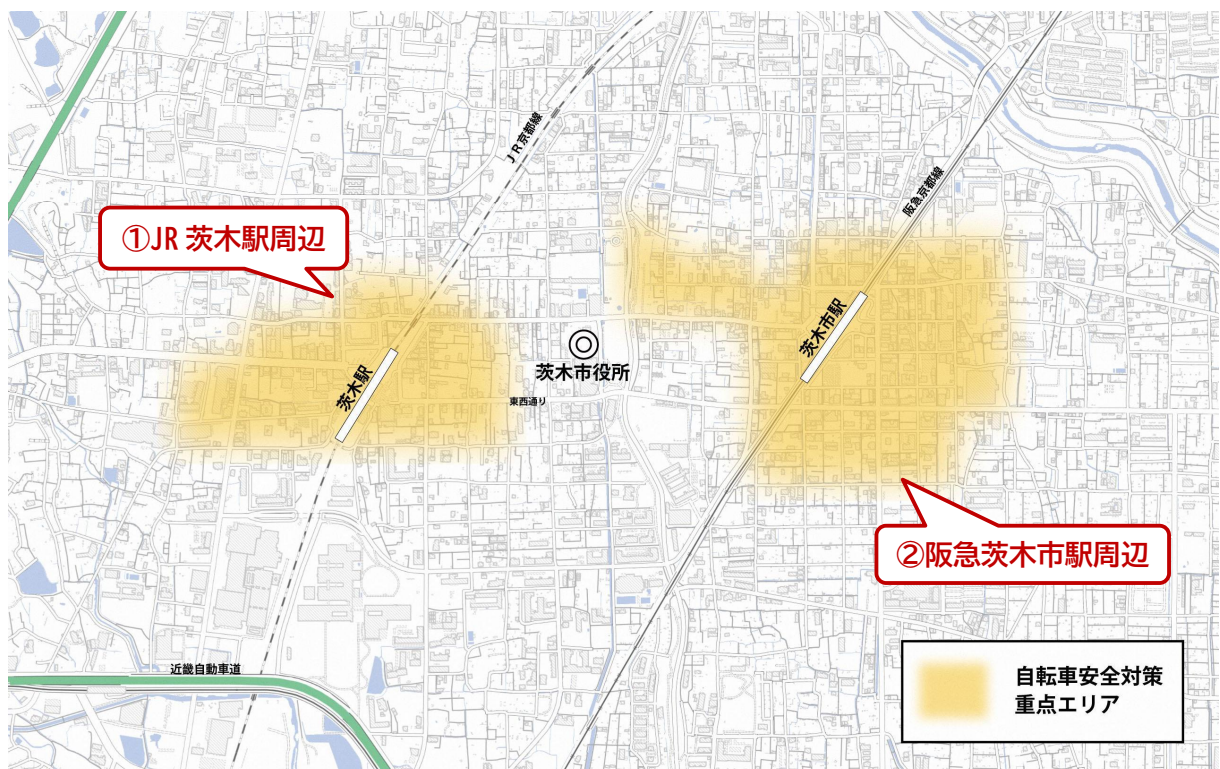 JR京都線
阪急京都線
①JR 茨木駅周辺
茨木市駅
茨木駅
茨木市役所
東西通り
②阪急茨木市駅周辺
近畿自動車道
自転車安全対策
重点エリア